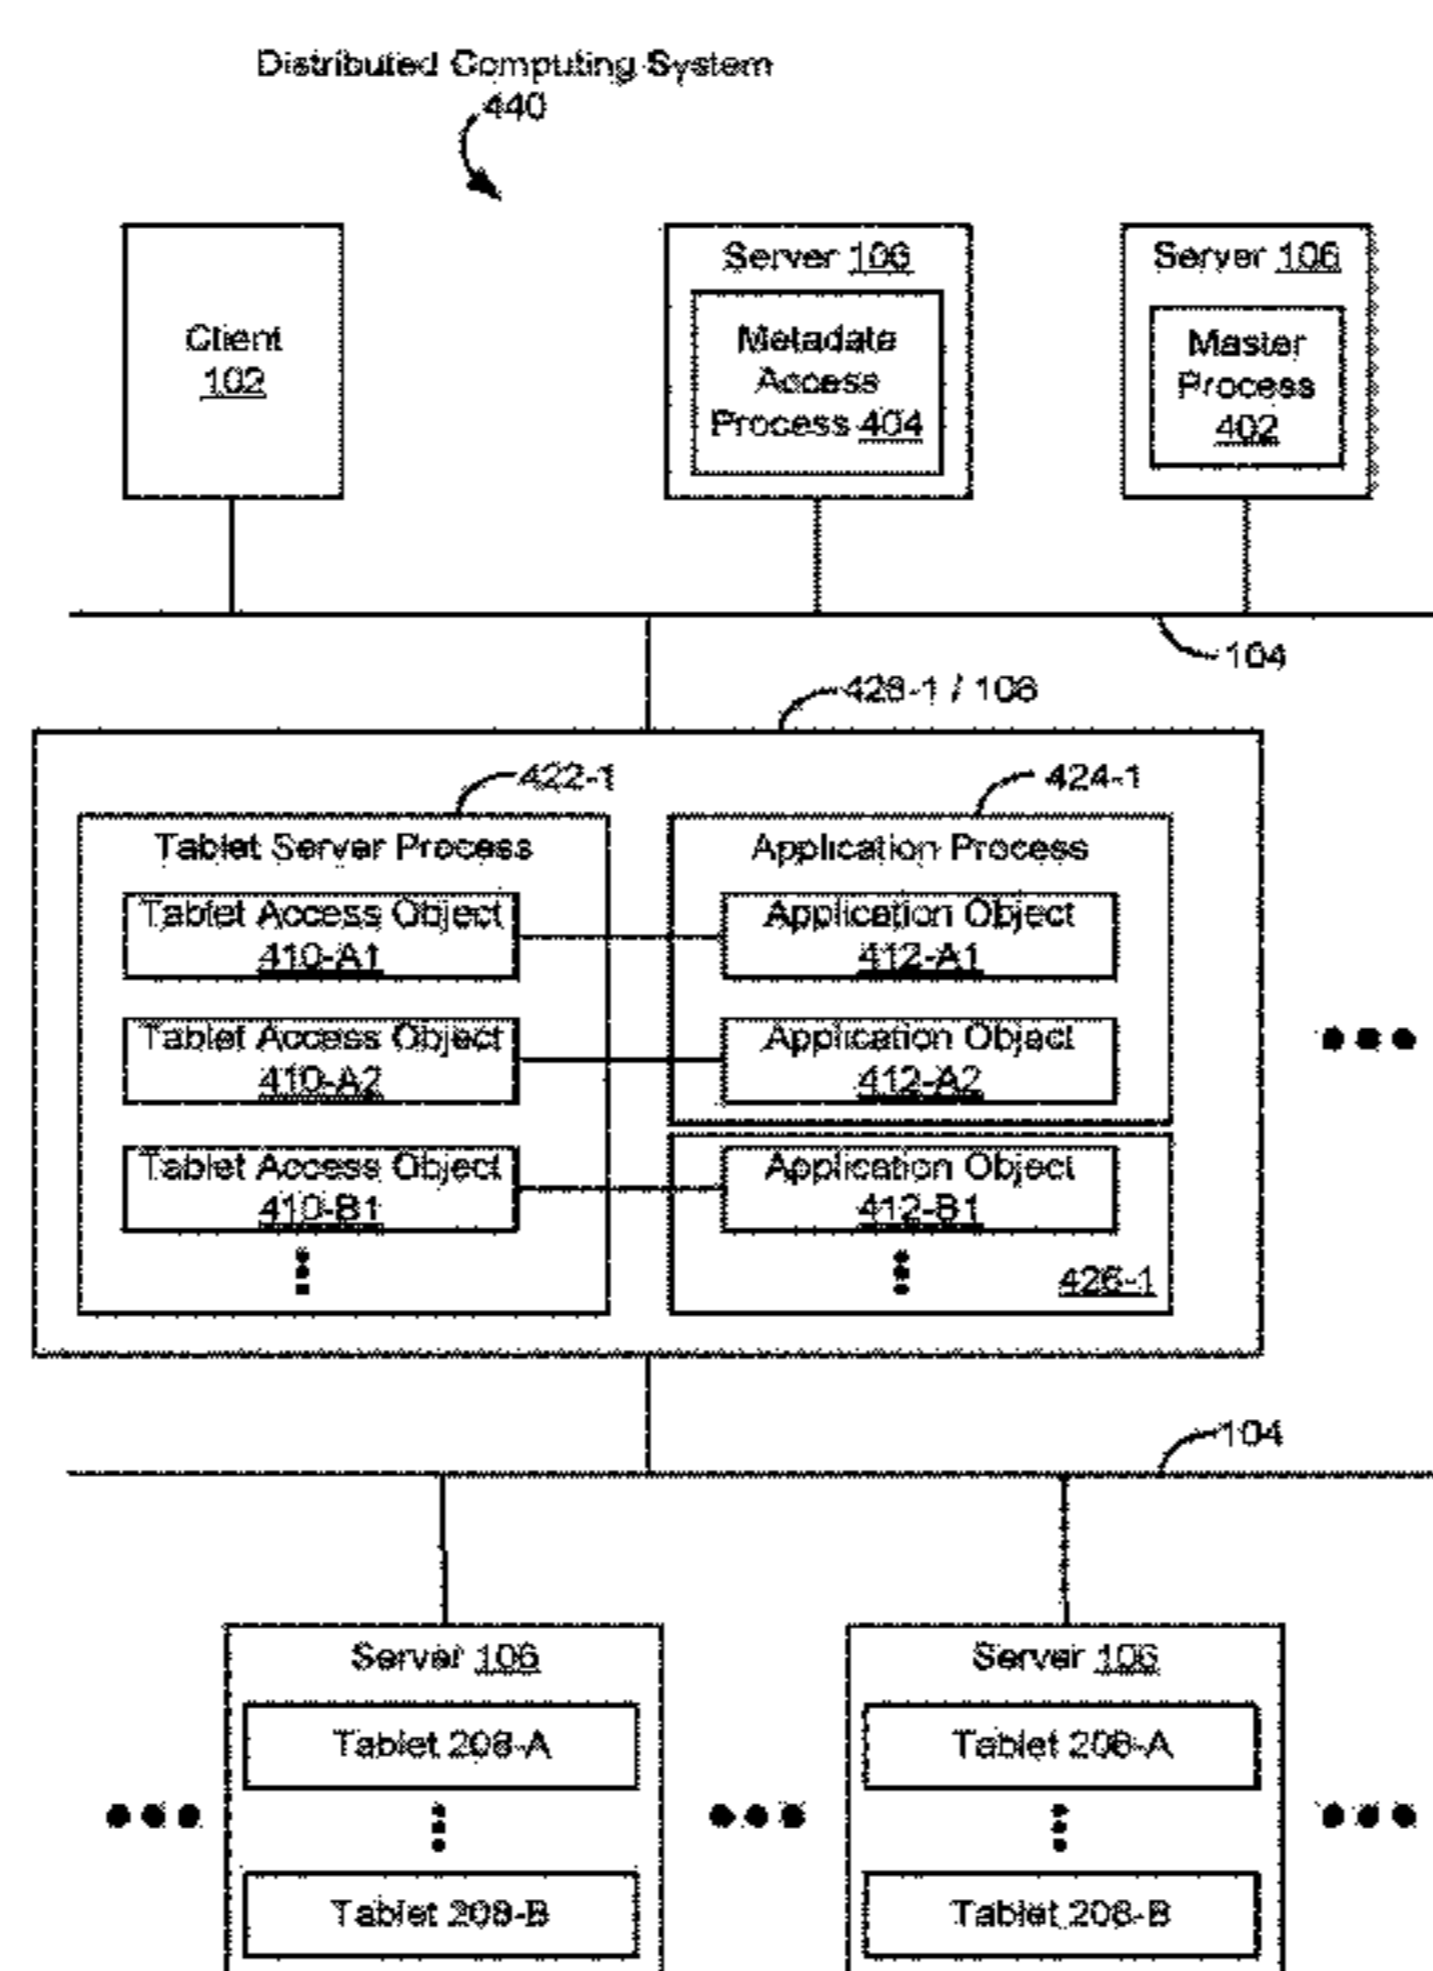 Distributed Computing System
440
Client
102
Server 106
Metadate
Access
Process 404
Server 106
Master
Process
402
104
428-1 / 106
422-1
424-1
Tablet Server Process
Application Process
Tablet Access Object
410-A1
Application Object
412-A1
Tablet Access Object
410-A2
Application Object
412-A2
Tablet Access Object
410-B1
Application Object
412-B1
426-1
104
Server 106
Server 106
Tablet 208-A
Tablet 208-A
Tablet 208-B
Tablet 208-B